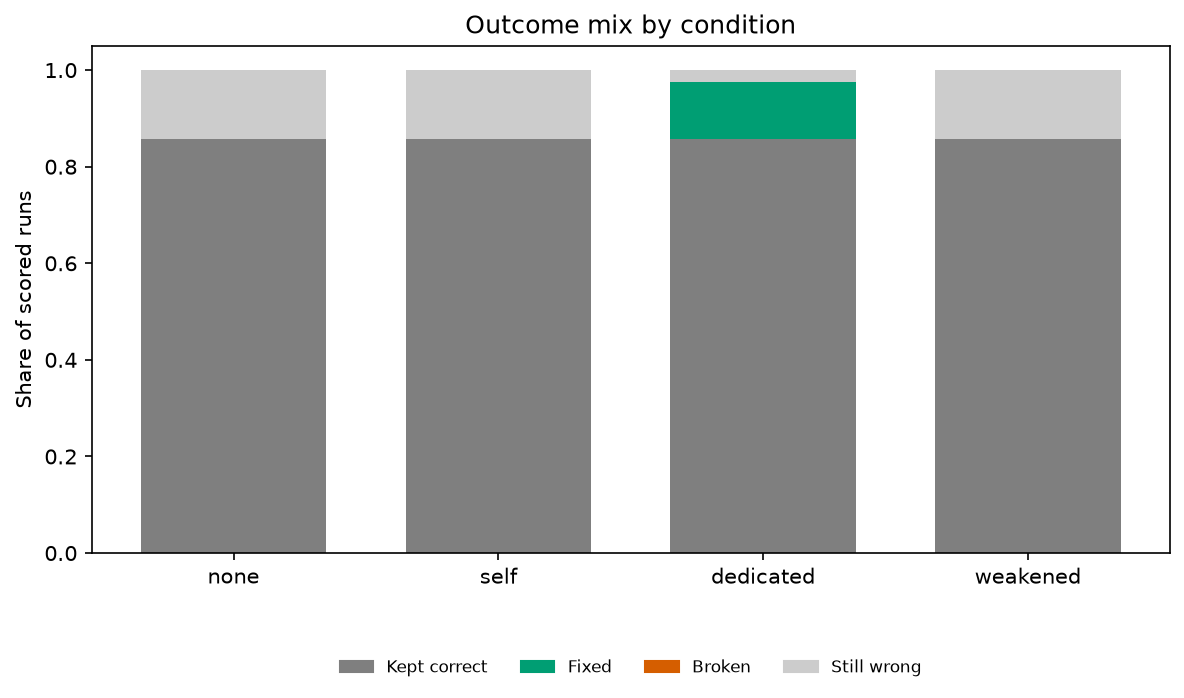 Outcome mix by condition
Share of scored runs
1.0
0.8
0.6
0.4
0.2
0.0
none self dedicated weakened
Kept correct Fixed Broken Still wrong